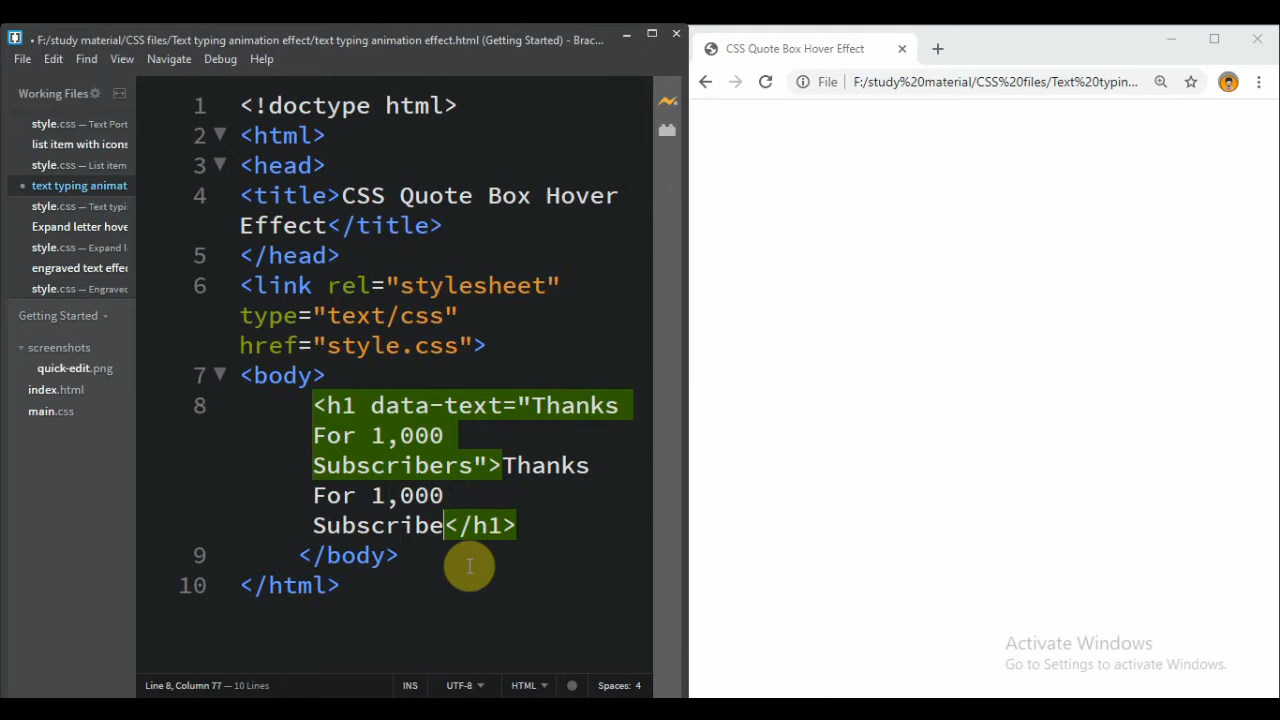 • F:/study material/CSS files/Text typing animation effect/text typing animation effect.html (Getting Started) - Brac...
File Edit Find View Navigate Debug Help
Working Files
style.css — Text Port
list item with icons
style.css — List item
text typing animat
style.css — Text typi
Expand letter hove
style.css — Expand l
engraved text effec
style.css — Engraved
Getting Started
screenshots
quick-edit.png
index.html
main.css
1 <!doctype html>
2 <html>
3 <head>
4 <title>CSS Quote Box Hover
Effect</title>
5 </head>
6 <link rel="stylesheet"
type="text/css"
href="style.css">
7 <body>
8 <h1 data-text="Thanks
For 1,000
Subscribers">Thanks
For 1,000
Subscribe</h1>
9 </body>
10 </html>
Line 8, Column 77 — 10 Lines INS UTF-8 HTML Spaces: 4
CSS Quote Box Hover Effect
File F:/study%20material/CSS%20files/Text%20typin...
Activate Windows
Go to Settings to activate Windows.